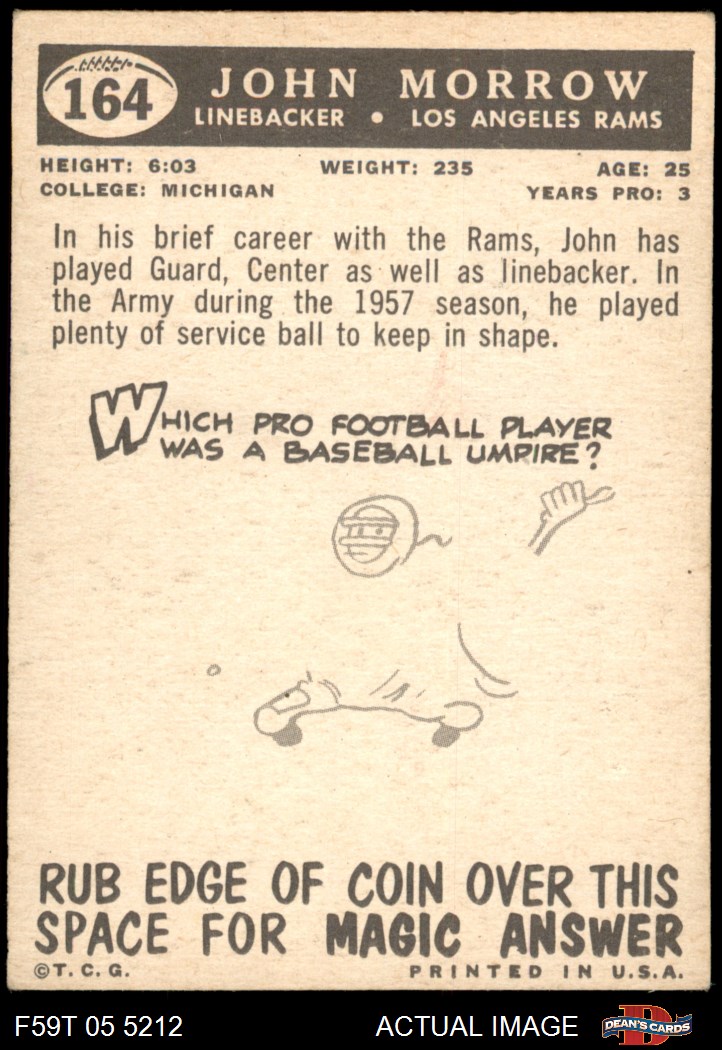 164
JOHN MORROW
LINEBACKER • LOS ANGELES RAMS
HEIGHT: 6:03 WEIGHT: 235 AGE: 25
COLLEGE: MICHIGAN YEARS PRO: 3
In his brief career with the Rams, John has
played Guard, Center as well as linebacker. In
the Army during the 1957 season, he played
plenty of service ball to keep in shape.
WHICH PRO FOOTBALL PLAYER
WAS A BASEBALL UMPIRE?
RUB EDGE OF COIN OVER THIS
SPACE FOR MAGIC ANSWER
©T.C.G. PRINTED IN U.S.A.
F59T 05 5212 ACTUAL IMAGE D DEAN'S CARDS